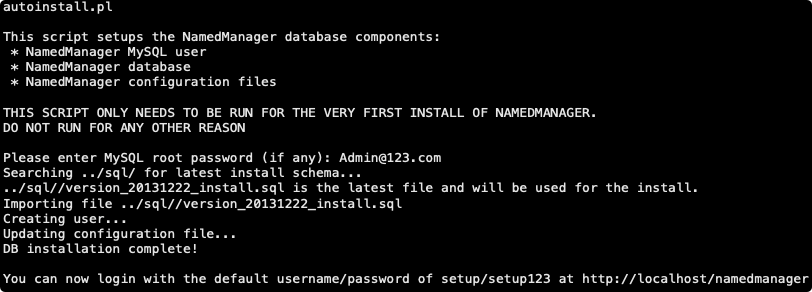 autoinstall.pl
This script setups the NamedManager database components:
* NamedManager MySQL user
* NamedManager database
* NamedManager configuration files
THIS SCRIPT ONLY NEEDS TO BE RUN FOR THE VERY FIRST INSTALL OF NAMEDMANAGER.
DO NOT RUN FOR ANY OTHER REASON
Please enter MySQL root password (if any): Admin@123.com
Searching ../sql/ for latest install schema...
../sql//version_20131222_install.sql is the latest file and will be used for the install.
Importing file ../sql//version_20131222_install.sql
Creating user...
Updating configuration file...
DB installation complete!
You can now login with the default username/password of setup/setup123 at http://localhost/namedmanager